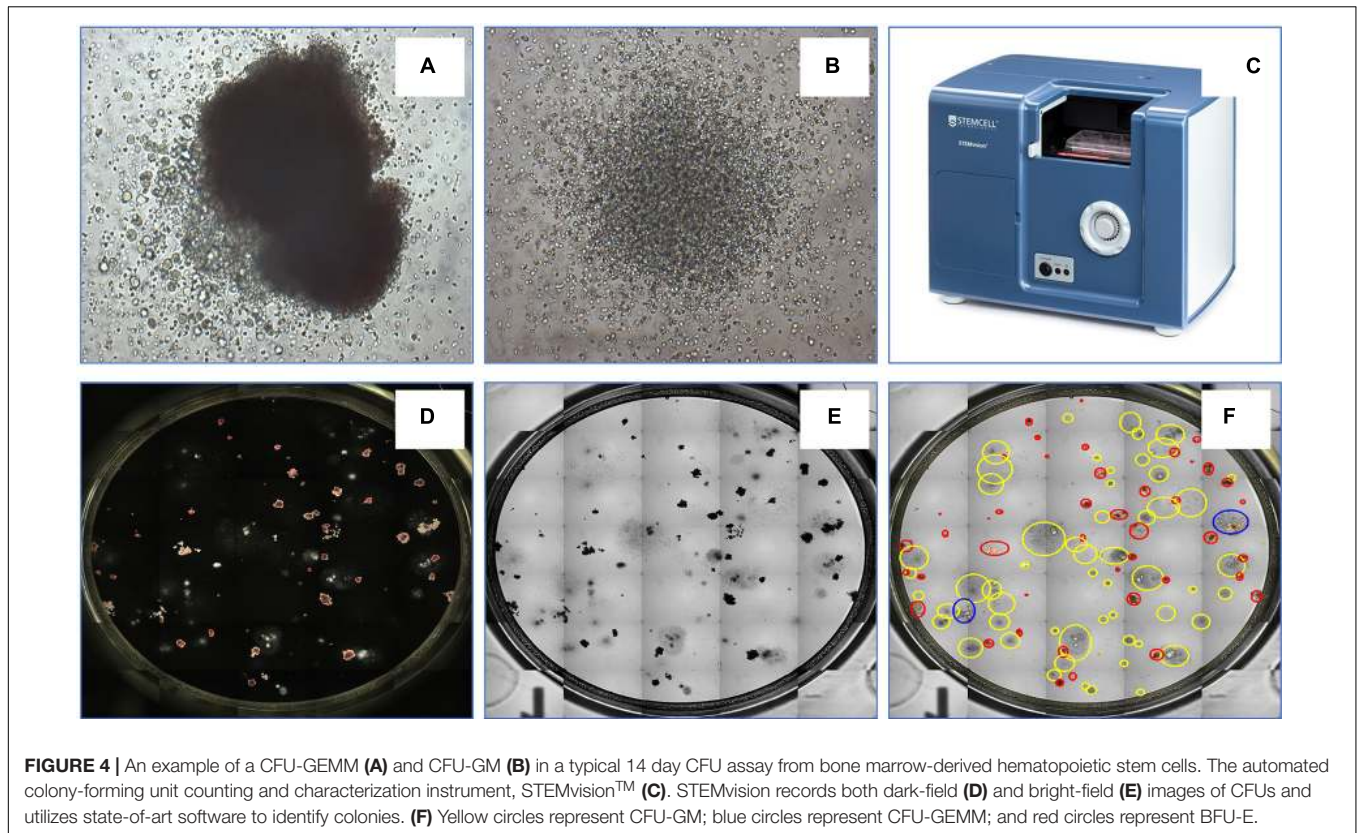 A
B
C
STEMCELL
STEMvision
D
E
F
FIGURE 4 | An example of a CFU-GEMM (A) and CFU-GM (B) in a typical 14 day CFU assay from bone marrow-derived hematopoietic stem cells. The automated
colony-forming unit counting and characterization instrument, STEMvision™ (C). STEMvision records both dark-field (D) and bright-field (E) images of CFUs and
utilizes state-of-art software to identify colonies. (F) Yellow circles represent CFU-GM; blue circles represent CFU-GEMM; and red circles represent BFU-E.